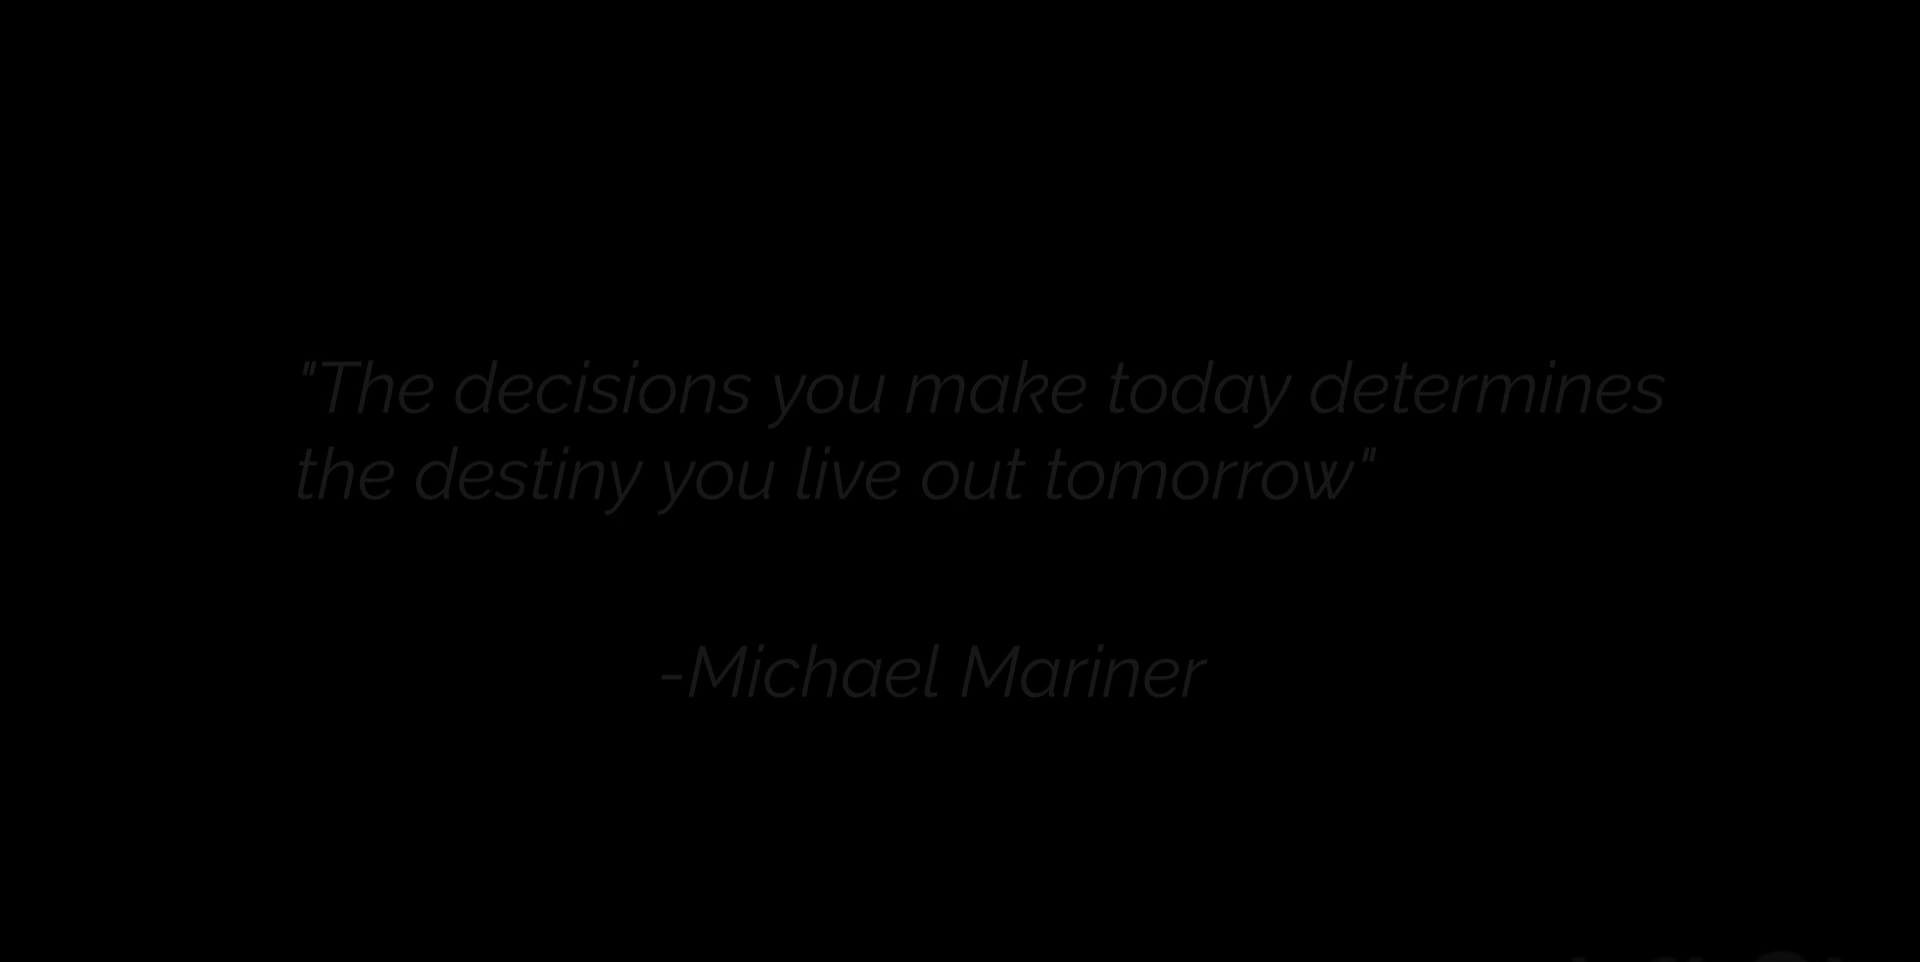 "The decisions you make today determines
the destiny you live out tomorrow"
-Michael Mariner